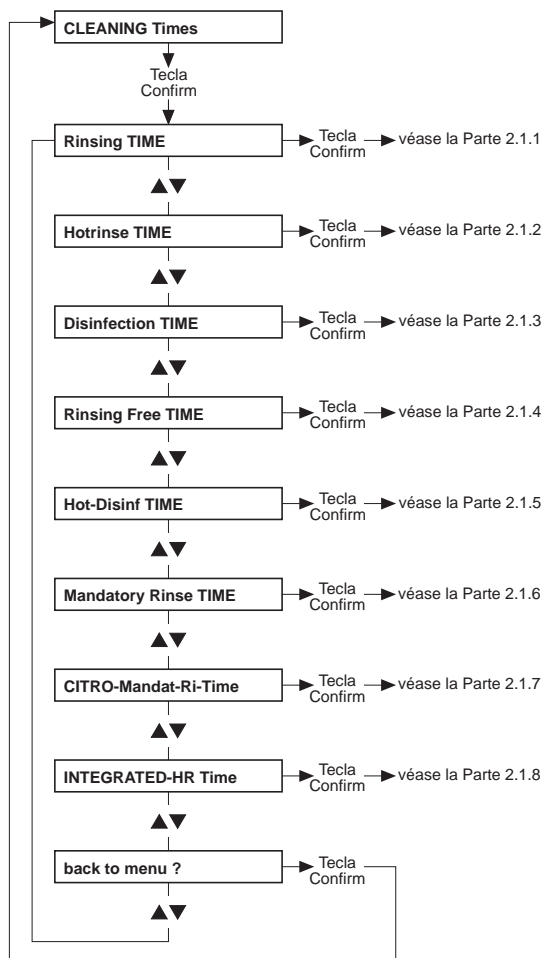 CLEANING Times
Tecla
Confirm
Rinsing TIME
Tecla
Confirm
véase la Parte 2.1.1
▲▼
Hotrinse TIME
Tecla
Confirm
véase la Parte 2.1.2
▲▼
Disinfection TIME
Tecla
Confirm
véase la Parte 2.1.3
▲▼
Rinsing Free TIME
Tecla
Confirm
véase la Parte 2.1.4
▲▼
Hot-Disinf TIME
Tecla
Confirm
véase la Parte 2.1.5
▲▼
Mandatory Rinse TIME
Tecla
Confirm
véase la Parte 2.1.6
▲▼
CITRO-Mandat-Ri-Time
Tecla
Confirm
véase la Parte 2.1.7
▲▼
INTEGRATED-HR Time
Tecla
Confirm
véase la Parte 2.1.8
▲▼
back to menu ?
Tecla
Confirm
▲▼